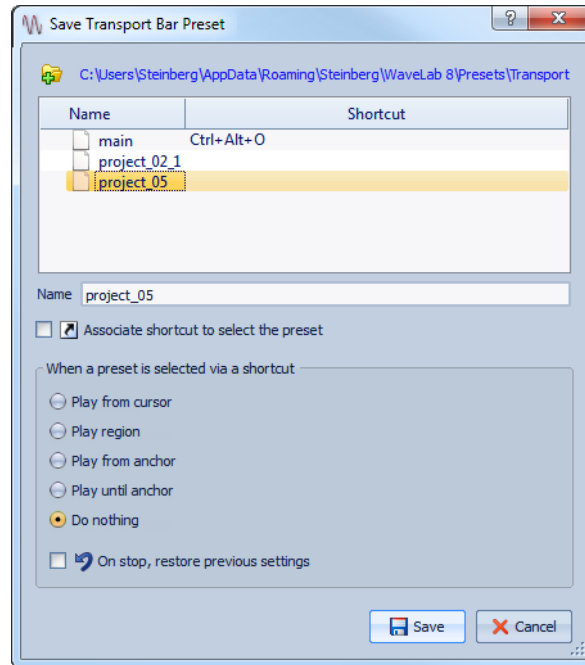 Save Transport Bar Preset
C:\Users\Steinberg\AppData\Roaming\Steinberg\WaveLab 8\Presets\Transport
Name Shortcut
main Ctrl+Alt+O
project_02_1
project_05
Name project_05
Associate shortcut to select the preset
When a preset is selected via a shortcut
Play from cursor
Play region
Play from anchor
Play until anchor
Do nothing
On stop, restore previous settings
Save Cancel